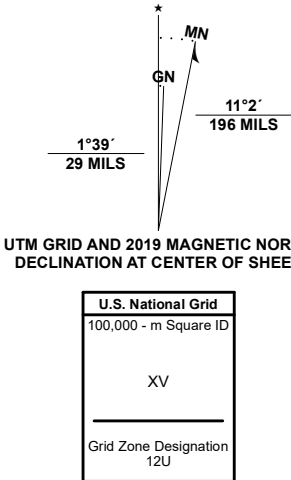 ★
MN
GN
11°2´
196 MILS
1°39´
29 MILS
UTM GRID AND 2019 MAGNETIC NOR
DECLINATION AT CENTER OF SHEE
U.S. National Grid
100,000 - m Square ID
XV
Grid Zone Designation
12U